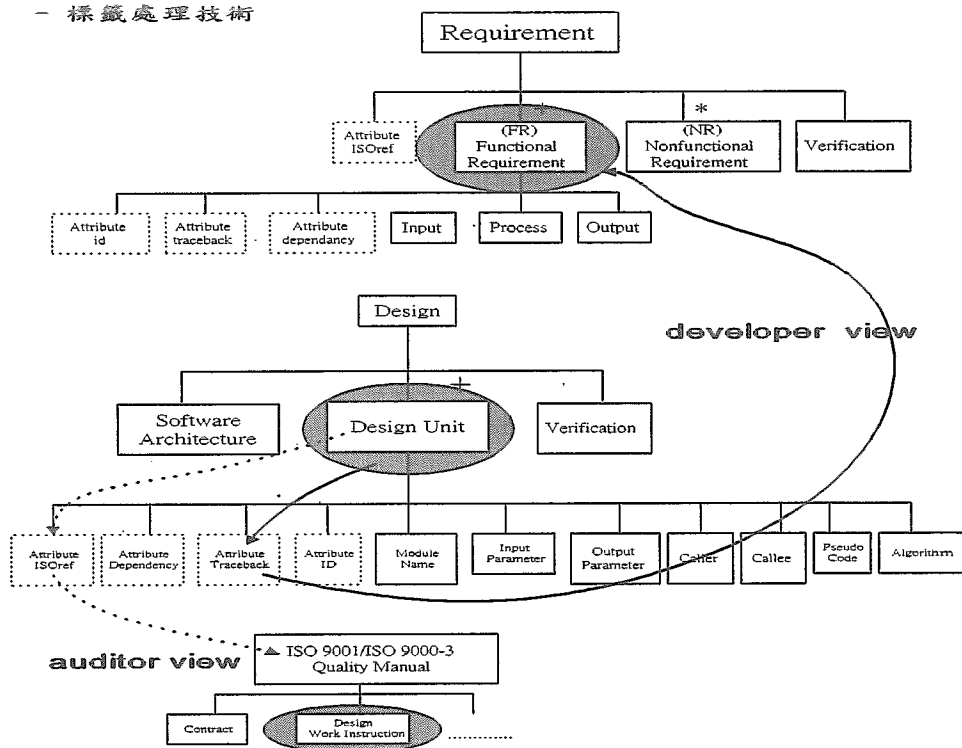 - 標籤處理技術
Requirement
Attribute
ISOref
+
(FR)
Functional
Requirement
*
(NR)
Nonfunctional
Requirement
Verification
Attribute
id
Attribute
traceback
Attribute
dependancy
Input
Process
Output
Design
developer view
Software
Architecture
+
Design Unit
Verification
Attribute
ISOref
Attribute
Dependency
Attribute
Traceback
Attribute
ID
Module
Name
Input
Parameter
Output
Parameter
Caller
Callee
Pseudo
Code
Algorithm
auditor view
ISO 9001/ISO 9000-3
Quality Manual
Contract
Design
Work Instruction
..............